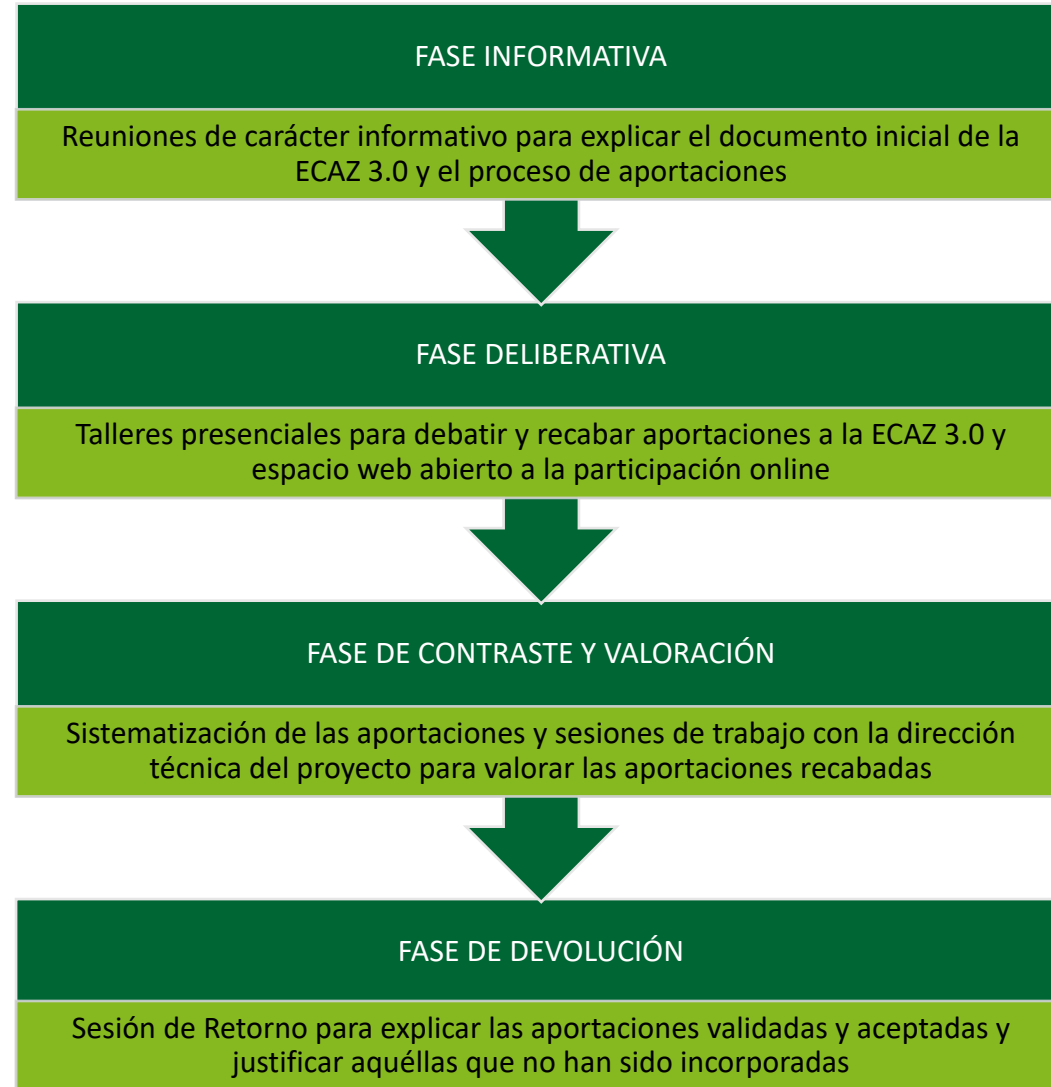 FASE INFORMATIVA
Reuniones de carácter informativo para explicar el documento inicial de la
ECAZ 3.0 y el proceso de aportaciones
FASE DELIBERATIVA
Talleres presenciales para debatir y recabar aportaciones a la ECAZ 3.0 y
espacio web abierto a la participación online
FASE DE CONTRASTE Y VALORACIÓN
Sistematización de las aportaciones y sesiones de trabajo con la dirección
técnica del proyecto para valorar las aportaciones recabadas
FASE DE DEVOLUCIÓN
Sesión de Retorno para explicar las aportaciones validadas y aceptadas y
justificar aquéllas que no han sido incorporadas